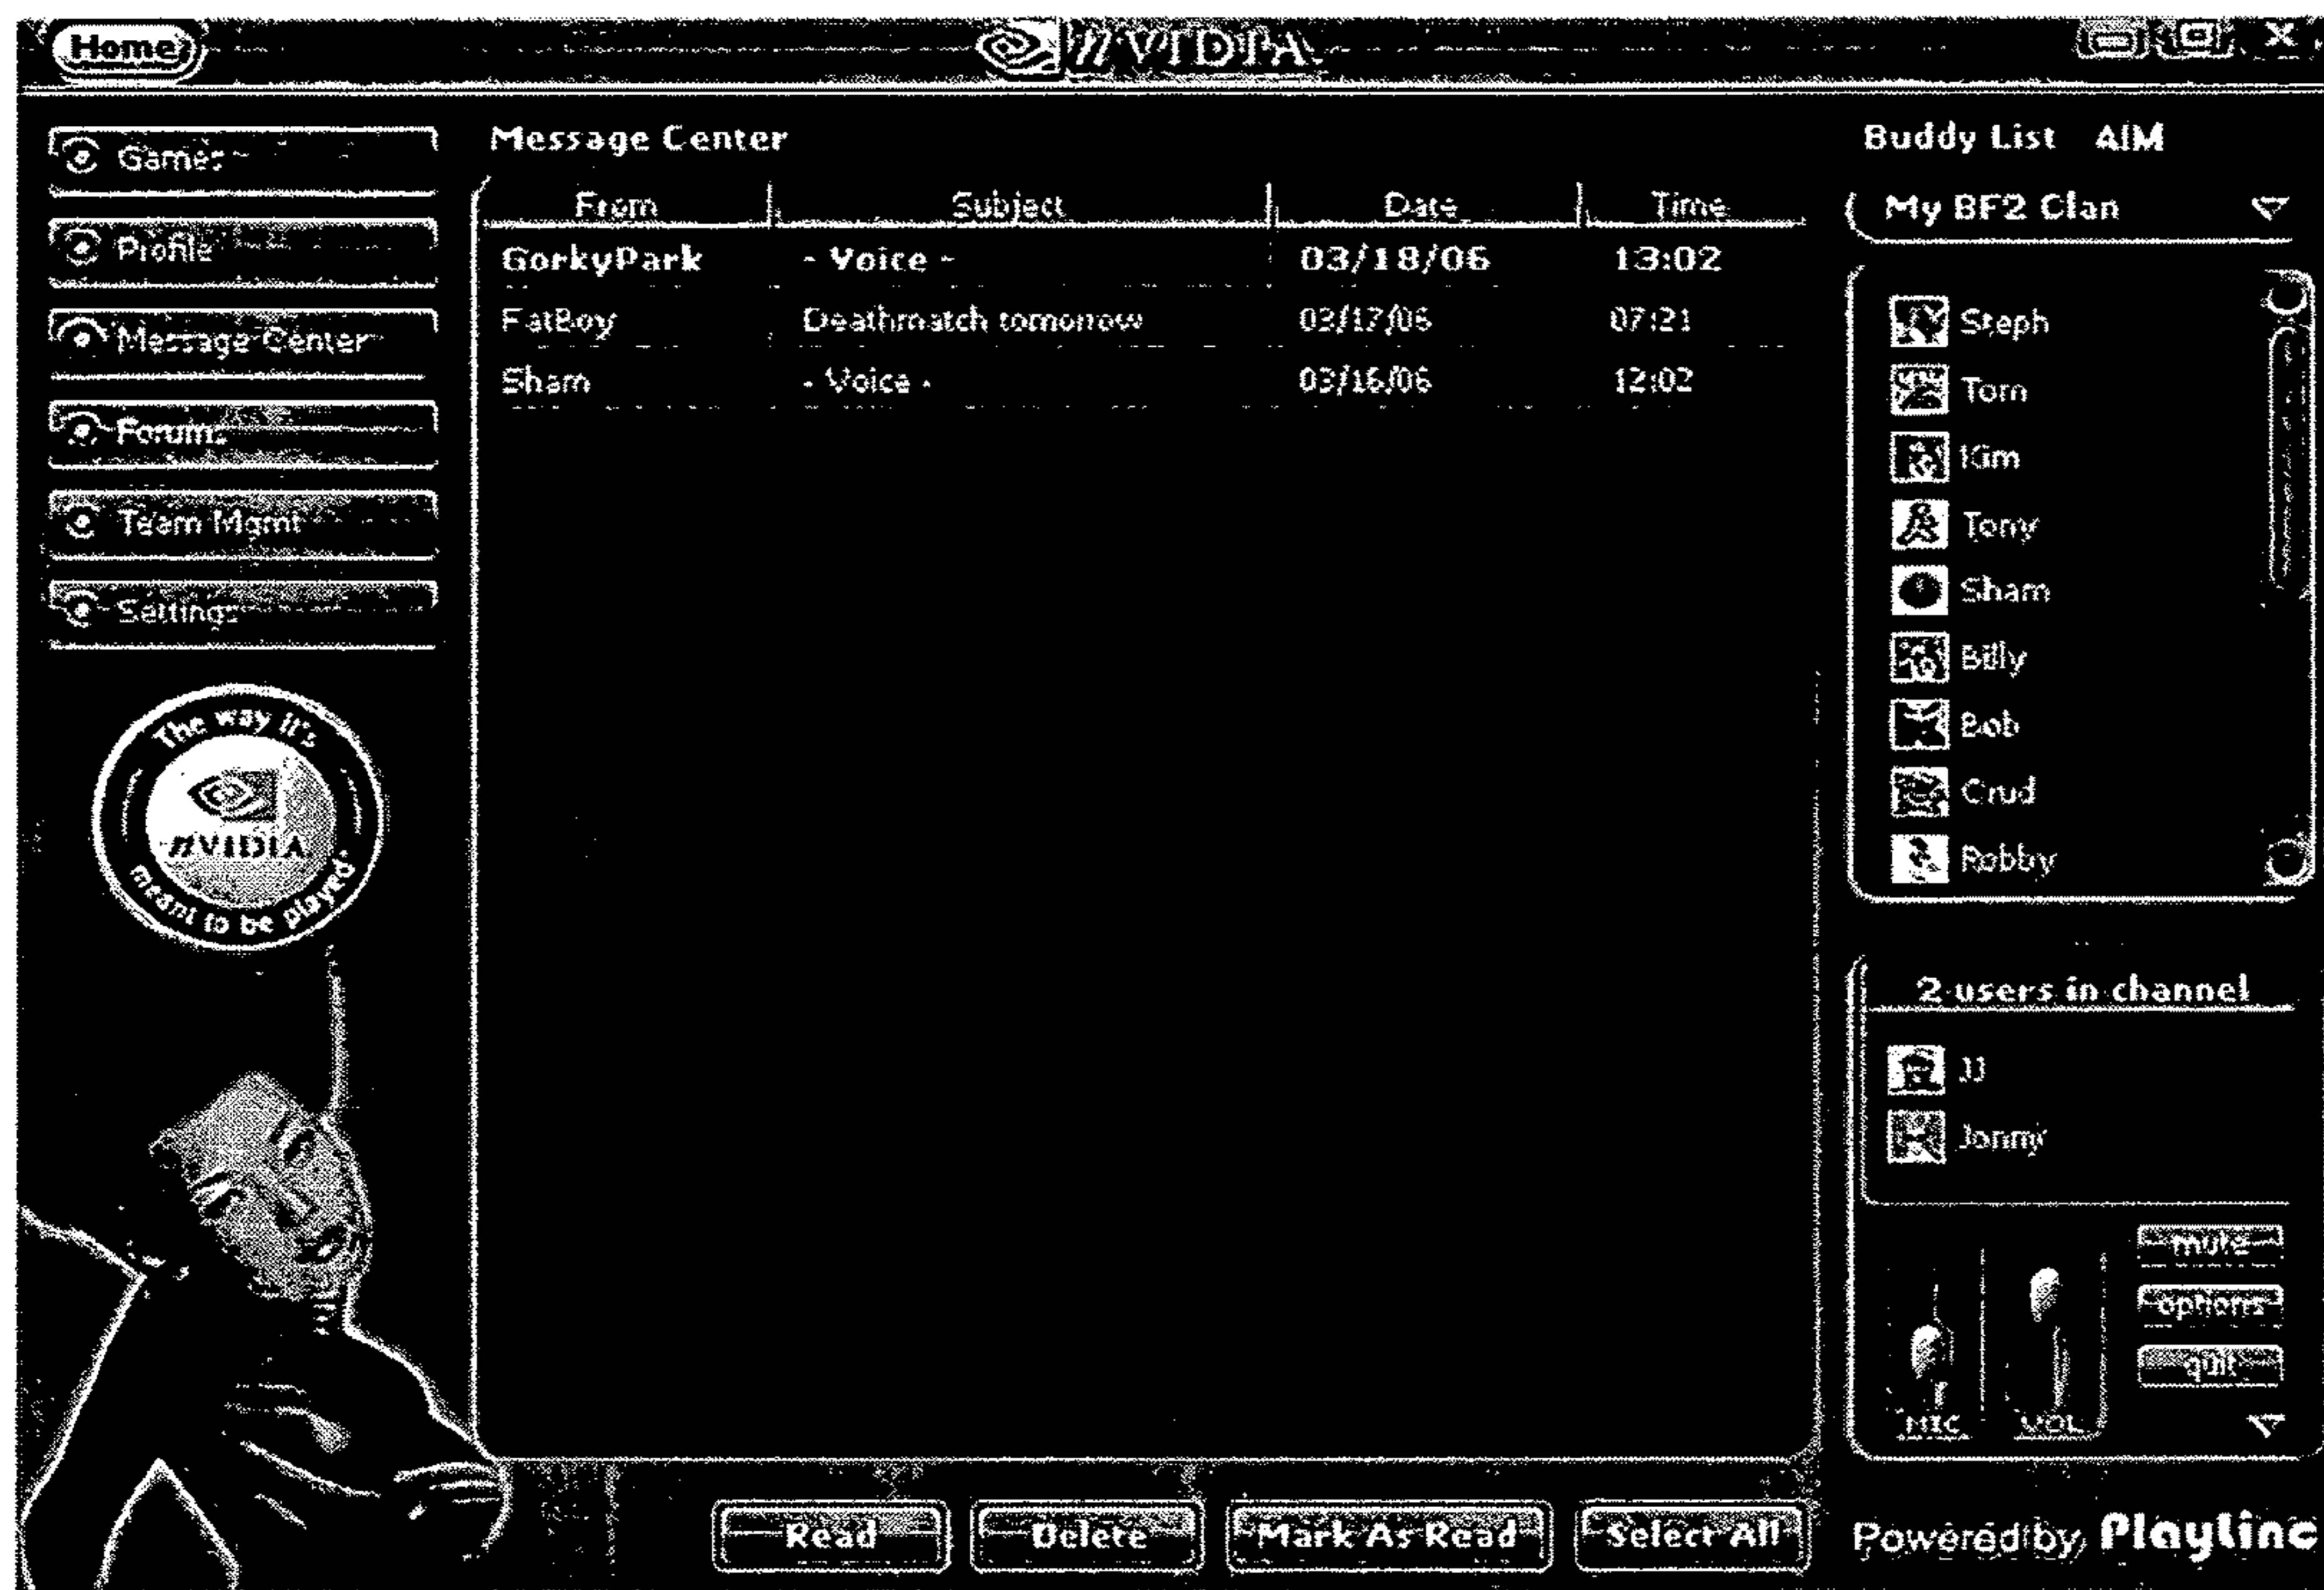 Home
nVIDIA
Games
Profile
Message Center
Forums
Team Mgmt
Settings
The way it's
nVIDIA
meant to be played
Message Center
From Subject Date Time
GorkyPark - Voice - 03/18/06 13:02
FatBoy Deathmatch tomorrow 03/17/06 07:21
Sham - Voice - 03/16/06 12:02
Read Delete Mark As Read Select All
Buddy List AIM
My BF2 Clan
Steph
Tom
Kim
Tony
Sham
Billy
Bob
Crud
Robby
2 users in channel
JJ
Jonny
mute
options
quit
MIC VOL
Powered by Playlinc